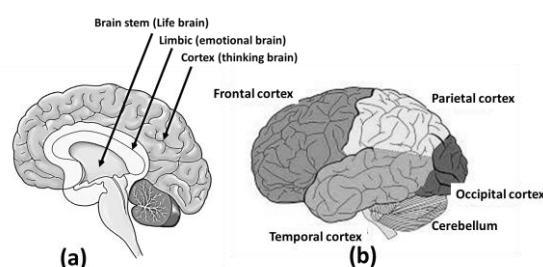 Brain stem (Life brain)
Limbic (emotional brain)
Cortex (thinking brain)
Frontal cortex
Parietal cortex
Occipital cortex
Cerebellum
Temporal cortex
(a)
(b)